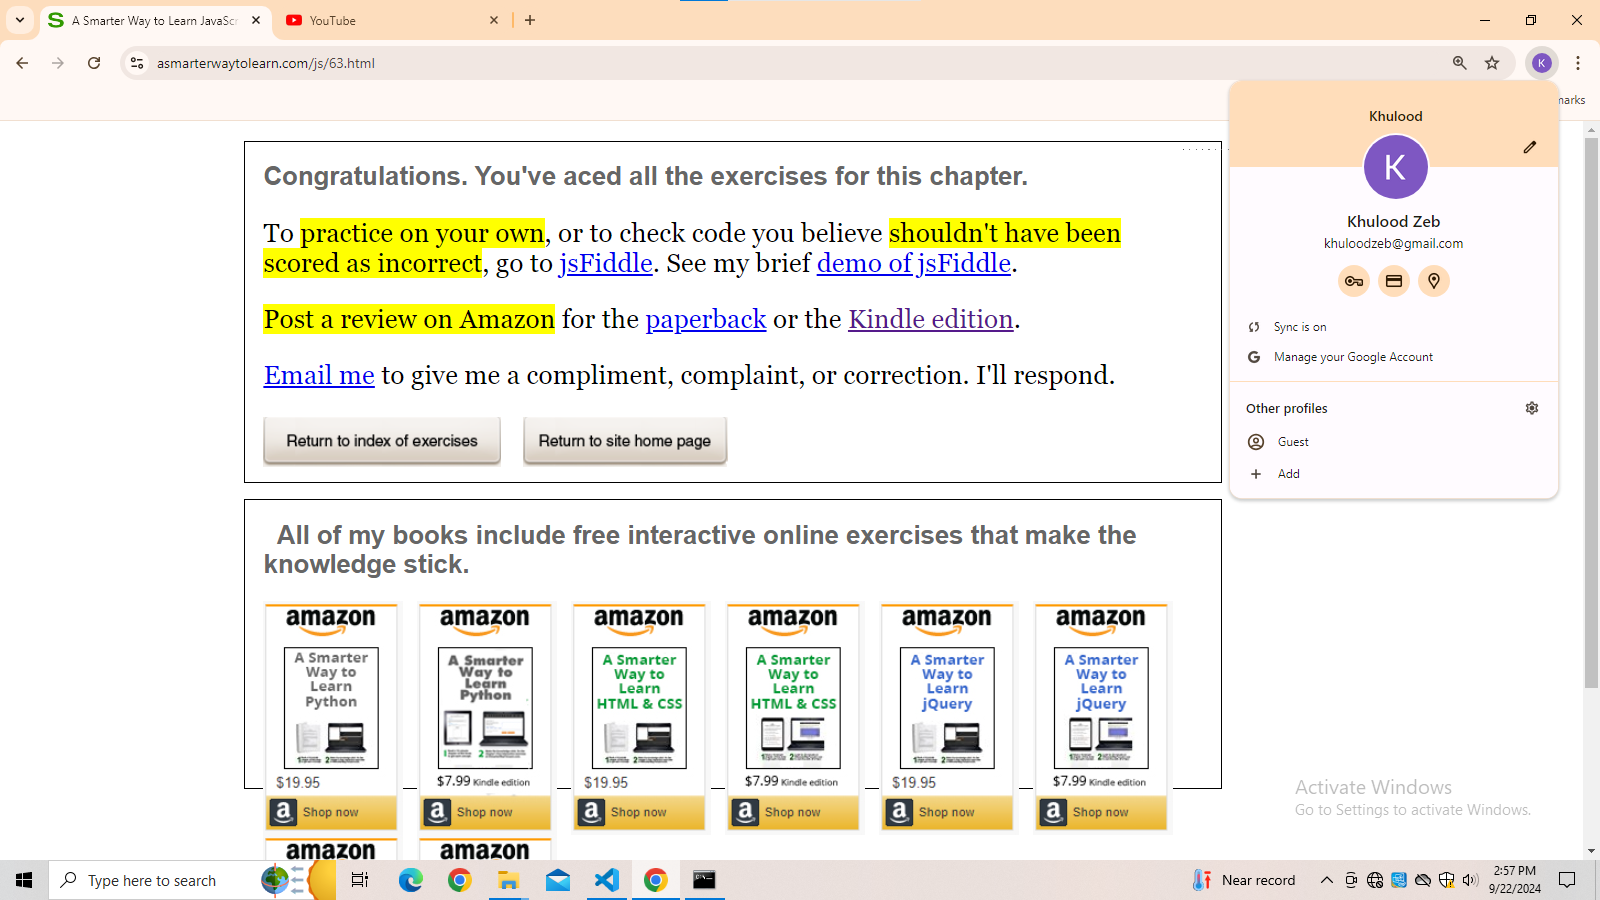 A Smarter Way to Learn JavaScr
YouTube
asmarterwaytolearn.com/js/63.html
K
marks
Khulood
K
Khulood Zeb
khuloodzeb@gmail.com
Sync is on
Manage your Google Account
Other profiles
Guest
Add
Congratulations. You've aced all the exercises for this chapter.
To practice on your own, or to check code you believe shouldn't have been
scored as incorrect, go to jsFiddle. See my brief demo of jsFiddle.
Post a review on Amazon for the paperback or the Kindle edition.
Email me to give me a compliment, complaint, or correction. I'll respond.
Return to index of exercises Return to site home page
All of my books include free interactive online exercises that make the
knowledge stick.
amazon amazon amazon amazon amazon amazon
A Smarter A Smarter A Smarter A Smarter A Smarter A Smarter
Way to Way to Way to Way to Way to Way to
Learn Learn Learn Learn Learn Learn
Python Python HTML & CSS HTML & CSS jQuery jQuery
$19.95 $7.99 Kindle edition $19.95 $7.99 Kindle edition $19.95 $7.99 Kindle edition
Shop now Shop now Shop now Shop now Shop now Shop now
amazon amazon
Activate Windows
Go to Settings to activate Windows.
Type here to search
Near record
2:57 PM
9/22/2024